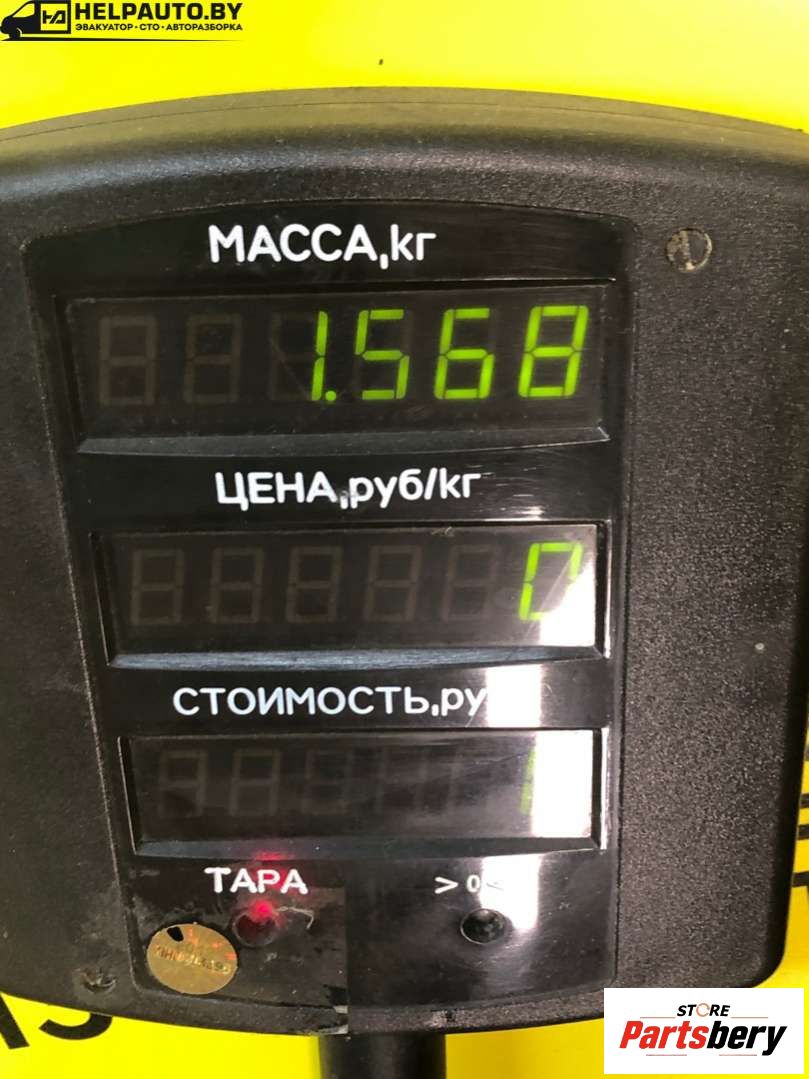 HELPAUTO.BY
ЭВАКУАТОР • СТО • АВТОРАЗБОРКА
МАССА,кг
1.568
ЦЕНА,руб/кг
0
СТОИМОСТЬ,ру
ТАРА
>0<
STORE
Partsbery